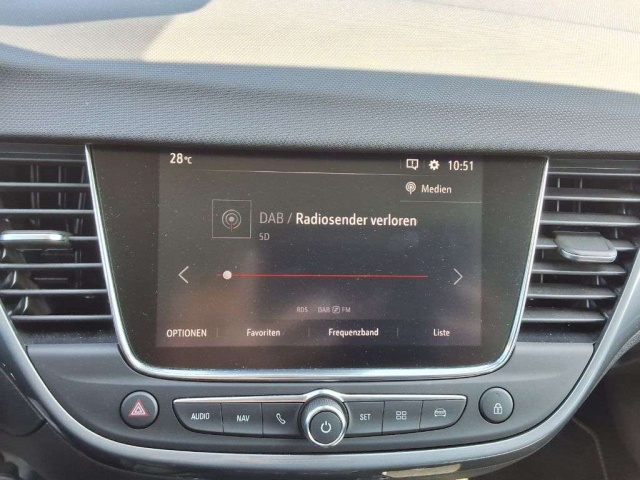 28°C 10:51
Medien
DAB / Radiosender verloren
5D
RDS DAB FM
OPTIONEN Favoriten Frequenzband Liste
AUDIO NAV SET